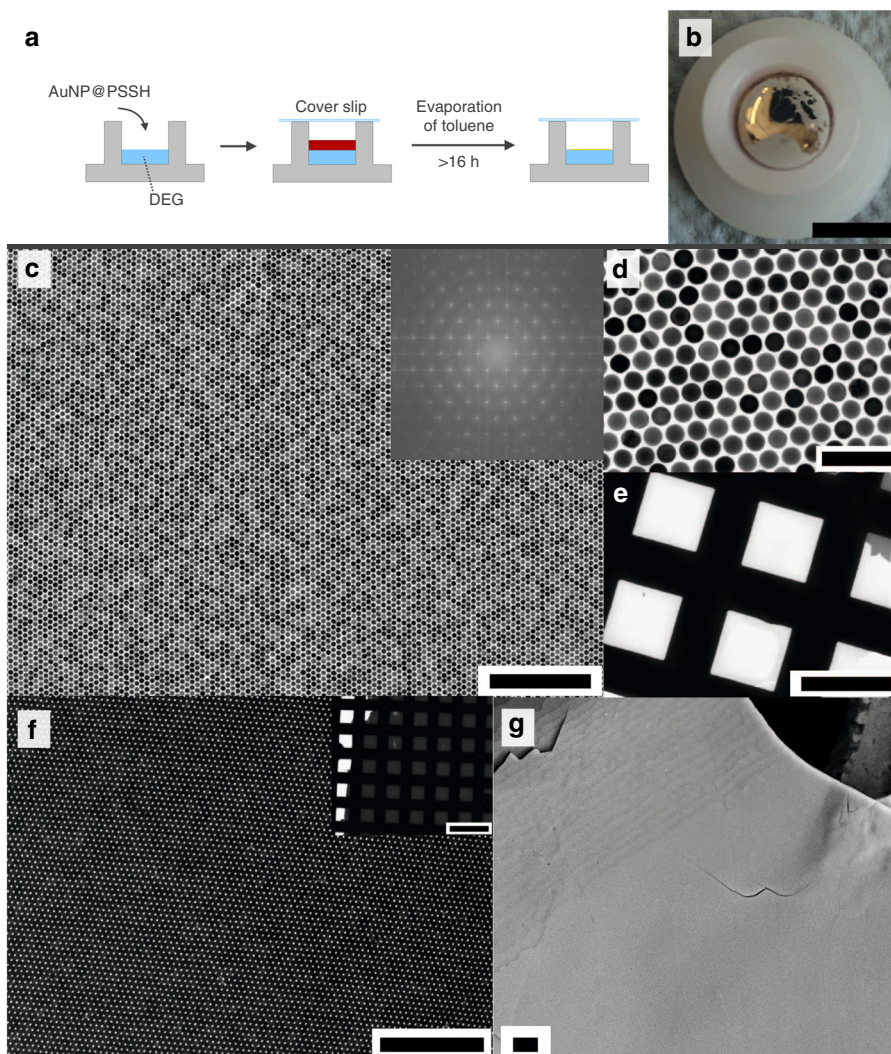 a
AuNP@PSSH
DEG
Cover slip
Evaporation
of toluene
>16 h
b
c
d
e
f
g